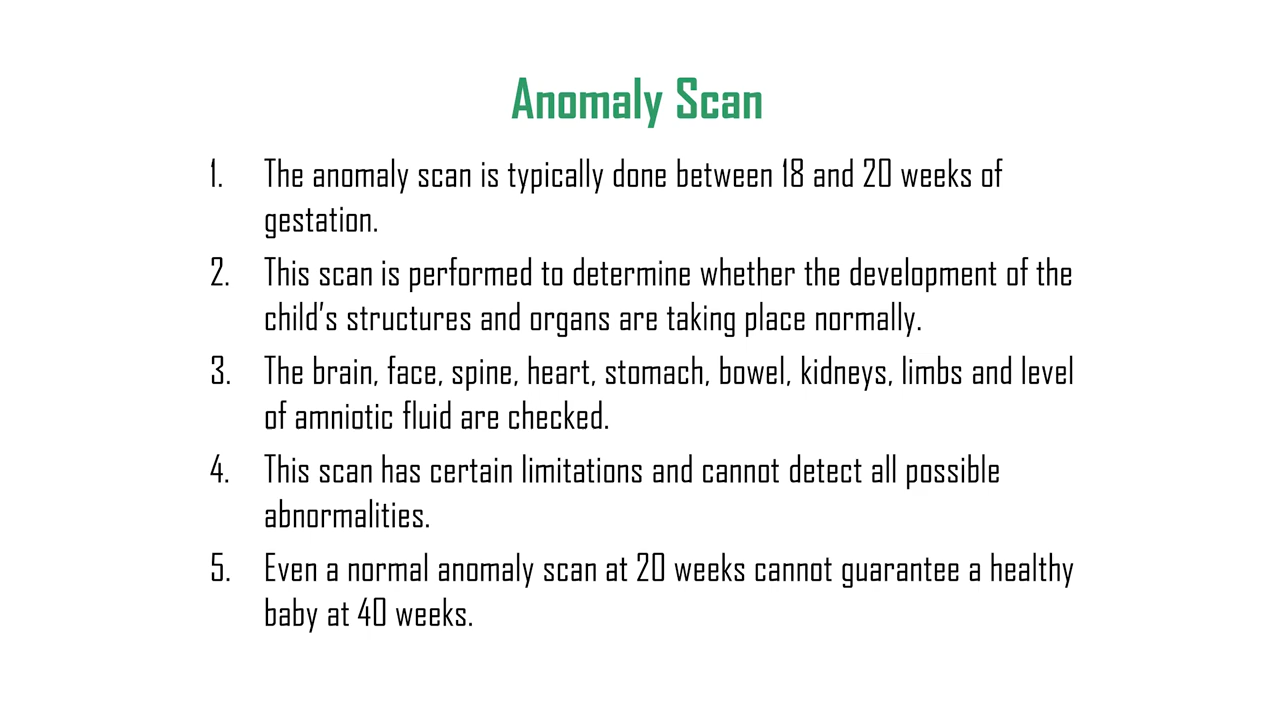 Anomaly Scan
1. The anomaly scan is typically done between 18 and 20 weeks of
gestation.
2. This scan is performed to determine whether the development of the
child's structures and organs are taking place normally.
3. The brain, face, spine, heart, stomach, bowel, kidneys, limbs and level
of amniotic fluid are checked.
4. This scan has certain limitations and cannot detect all possible
abnormalities.
5. Even a normal anomaly scan at 20 weeks cannot guarantee a healthy
baby at 40 weeks.